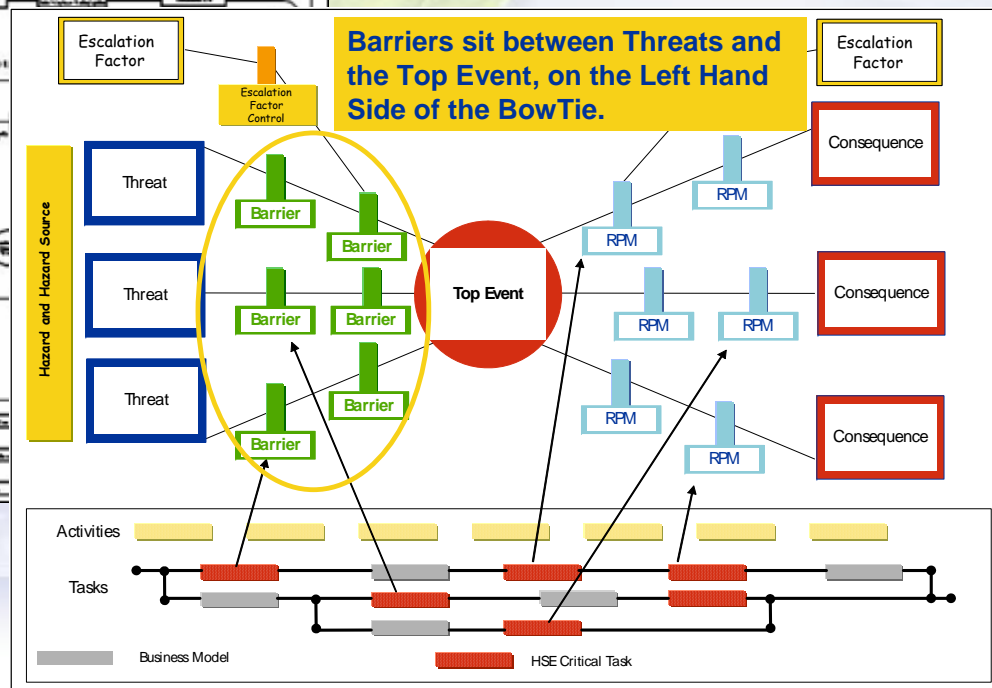 Escalation
Factor
Barriers sit between Threats and
the Top Event, on the Left Hand
Side of the BowTie.
Escalation
Factor
Escalation
Factor
Control
Hazard and Hazard Source
Threat
Barrier
Barrier
RPM
RPM
Consequence
Threat
Barrier
Barrier
Top Event
RPM
RPM
Consequence
Threat
Barrier
Barrier
RPM
RPM
Consequence
Activities
Tasks
Business Model
HSE Critical Task